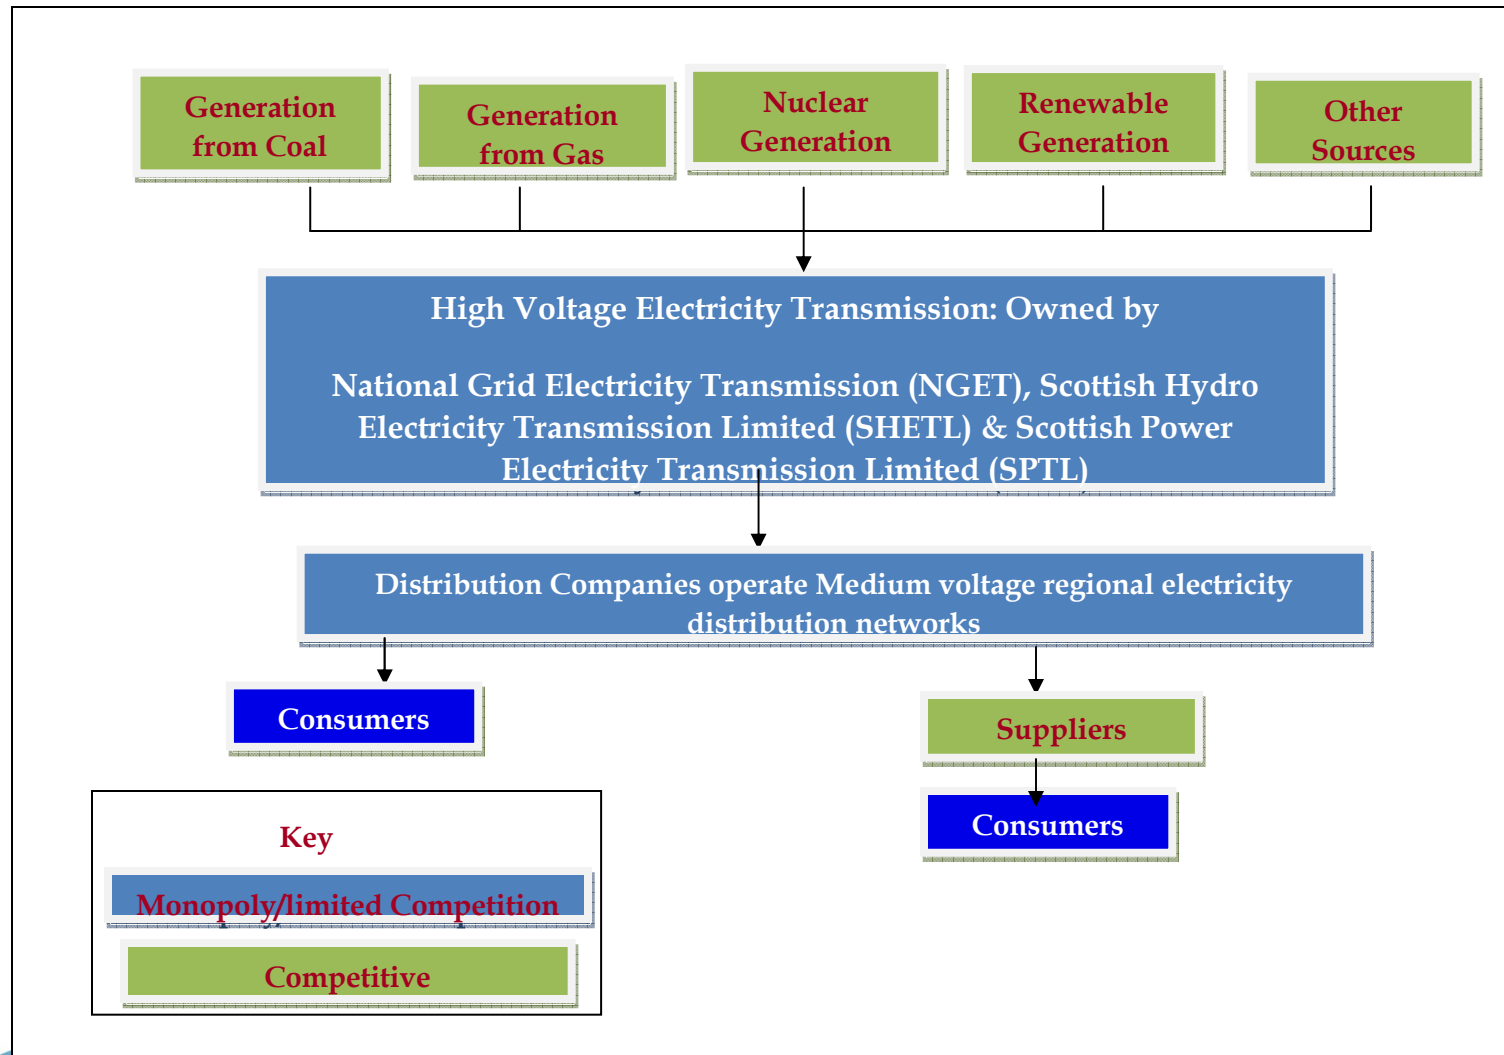 Generation
from Coal
Generation
from Gas
Nuclear
Generation
Renewable
Generation
Other
Sources
High Voltage Electricity Transmission: Owned by
National Grid Electricity Transmission (NGET), Scottish Hydro
Electricity Transmission Limited (SHETL) & Scottish Power
Electricity Transmission Limited (SPTL)
Distribution Companies operate Medium voltage regional electricity
distribution networks
Consumers
Suppliers
Consumers
Key
Monopoly/limited Competition
Competitive